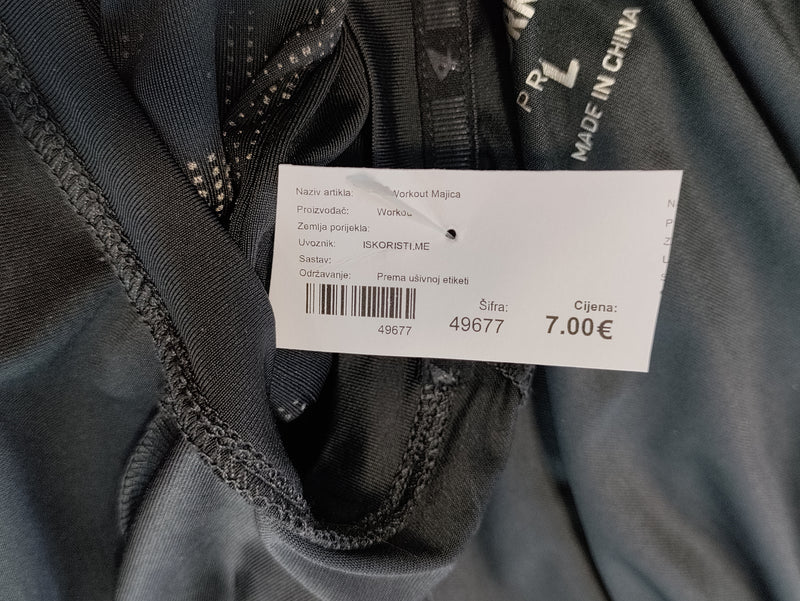 L
MADE IN CHINA
Naziv artikla: Workout Majica
Proizvođač:
Zemlja porijekla:
Uvoznik: ISKORISTI.ME
Sastav:
Održavanje: Prema ušivnoj etiketi
Šifra: Cijena:
49677 49677 7.00€
N
P
Z
U
S